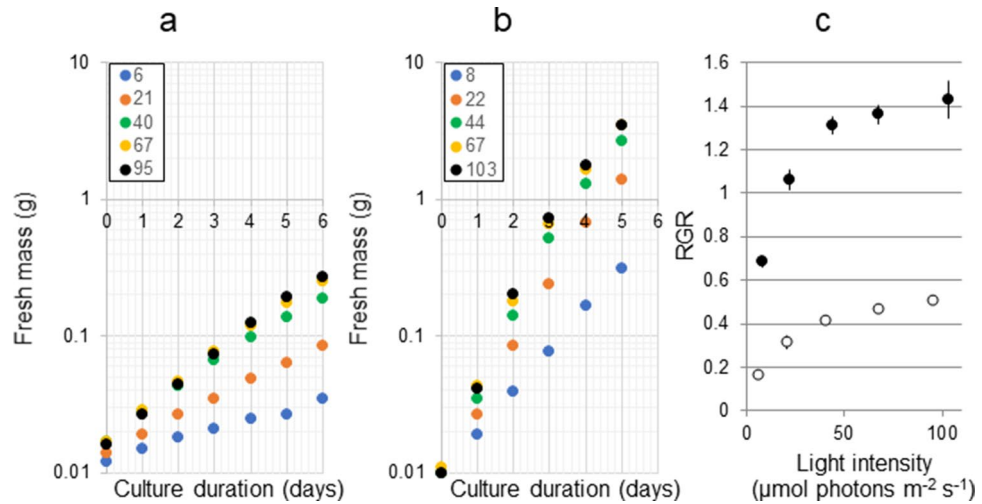 a
10
1
0.1
0.01
Fresh mass (g)
6
21
40
67
95
0 1 2 3 4 5 6
Culture duration (days)
b
10
1
0.1
0.01
Fresh mass (g)
8
22
44
67
103
0 1 2 3 4 5 6
Culture duration (days)
c
1.6
1.4
1.2
1
0.8
0.6
0.4
0.2
0
RGR
0 50 100
Light intensity
(μmol photons m⁻² s⁻¹)